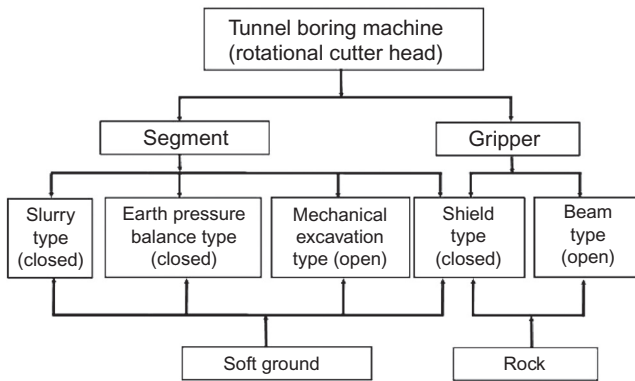 Tunnel boring machine
(rotational cutter head)
Segment
Gripper
Slurry
type
(closed)
Earth pressure
balance type
(closed)
Mechanical
excavation
type (open)
Shield
type
(closed)
Beam
type
(open)
Soft ground
Rock